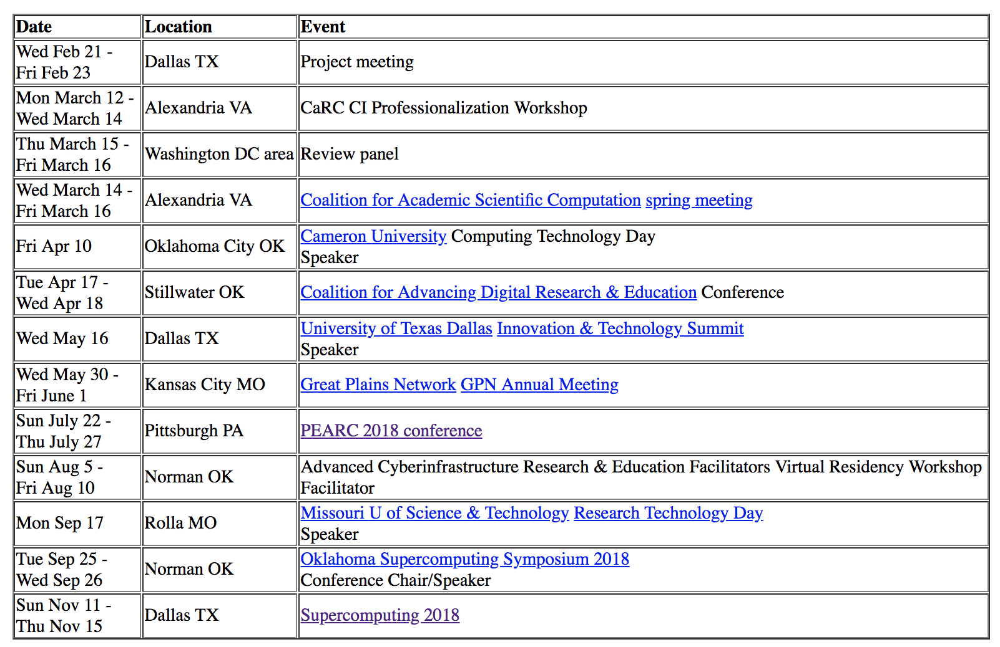 Date Location Event
Wed Feb 21 -
Fri Feb 23
Dallas TX
Project meeting
Mon March 12 -
Wed March 14
Alexandria VA
CaRC CI Professionalization Workshop
Thu March 15 -
Fri March 16
Washington DC area
Review panel
Wed March 14 -
Fri March 16
Alexandria VA
Coalition for Academic Scientific Computation spring meeting
Fri Apr 10
Oklahoma City OK
Cameron University Computing Technology Day
Speaker
Tue Apr 17 -
Wed Apr 18
Stillwater OK
Coalition for Advancing Digital Research & Education Conference
Wed May 16
Dallas TX
University of Texas Dallas Innovation & Technology Summit
Speaker
Wed May 30 -
Fri June 1
Kansas City MO
Great Plains Network GPN Annual Meeting
Sun July 22 -
Thu July 27
Pittsburgh PA
PEARC 2018 conference
Sun Aug 5 -
Fri Aug 10
Norman OK
Advanced Cyberinfrastructure Research & Education Facilitators Virtual Residency Workshop
Facilitator
Mon Sep 17
Rolla MO
Missouri U of Science & Technology Research Technology Day
Speaker
Tue Sep 25 -
Wed Sep 26
Norman OK
Oklahoma Supercomputing Symposium 2018
Conference Chair/Speaker
Sun Nov 11 -
Thu Nov 15
Dallas TX
Supercomputing 2018